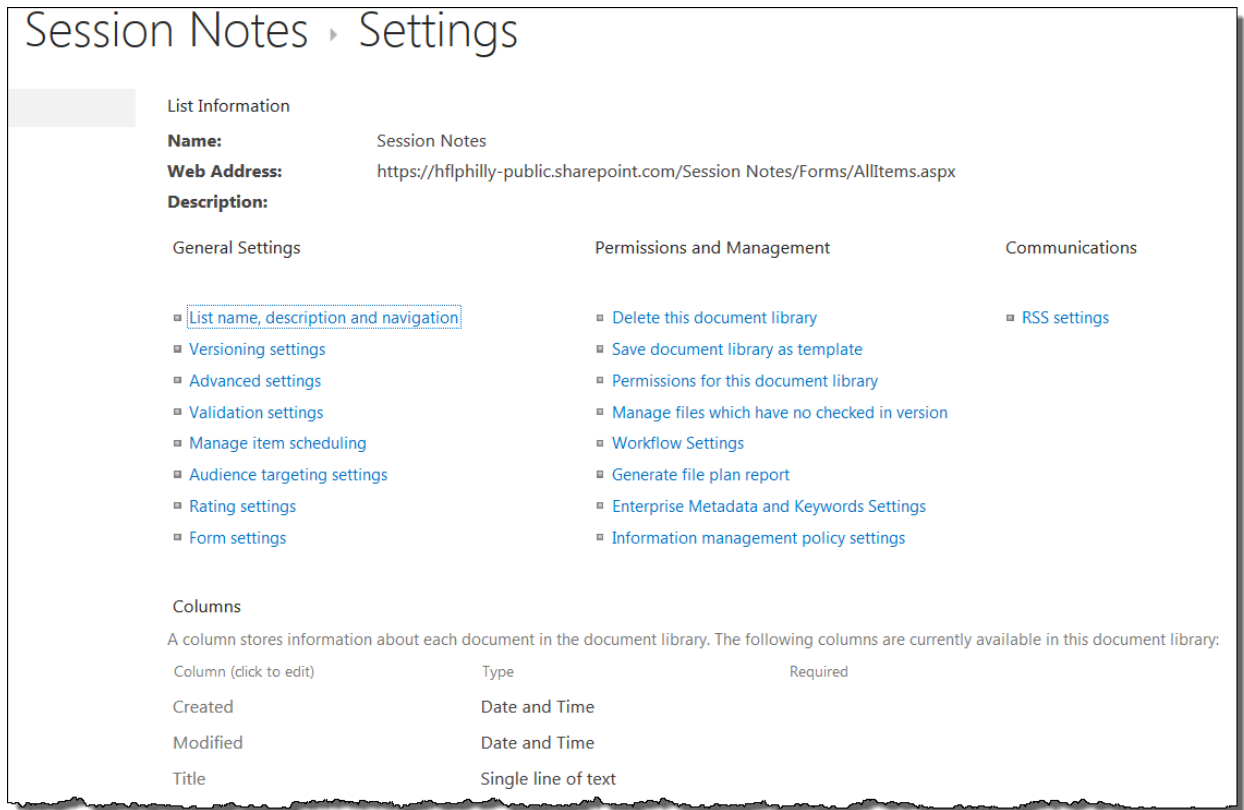 Session Notes ▸ Settings
List Information
Name: Session Notes
Web Address: https://hflphilly-public.sharepoint.com/Session Notes/Forms/AllItems.aspx
Description:
General Settings Permissions and Management Communications
List name, description and navigation Delete this document library RSS settings
Versioning settings Save document library as template
Advanced settings Permissions for this document library
Validation settings Manage files which have no checked in version
Manage item scheduling Workflow Settings
Audience targeting settings Generate file plan report
Rating settings Enterprise Metadata and Keywords Settings
Form settings Information management policy settings
Columns
A column stores information about each document in the document library. The following columns are currently available in this document library:
Column (click to edit) Type Required
Created Date and Time
Modified Date and Time
Title Single line of text